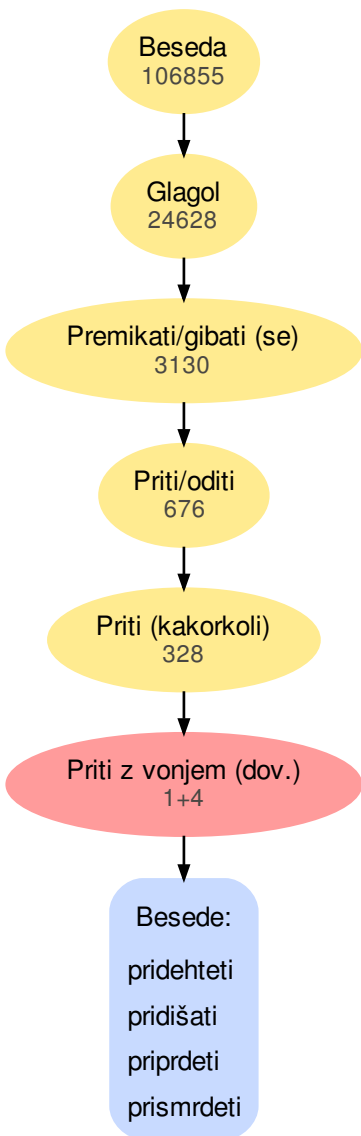 Beseda
106855
Glagol
24628
Premikati/gibati (se)
3130
Priti/oditi
676
Priti (kakorkoli)
328
Priti z vonjem (dov.)
1+4
Besede:
pridehteti
pridišati
priprdeti
prismrdeti